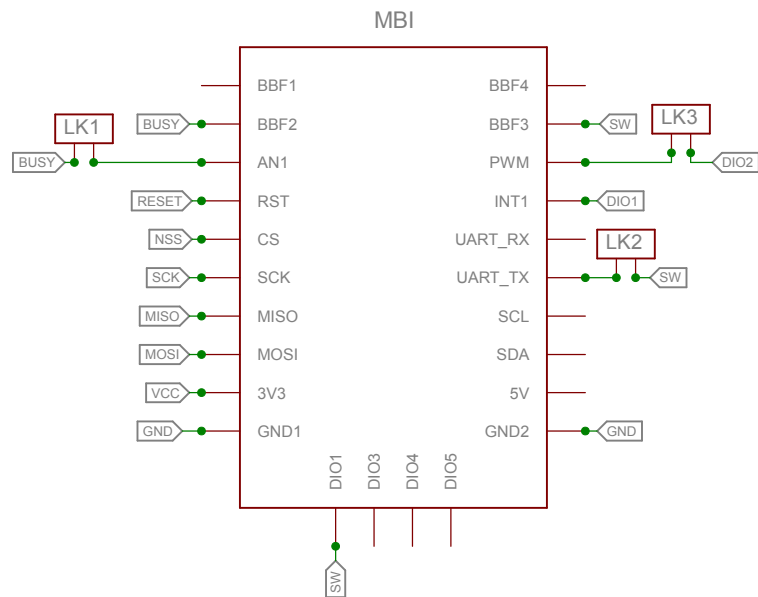 MBI
BBF1
BBF4
LK1
BUSY
BBF2
BBF3
SW
LK3
BUSY
AN1
PWM
DIO2
RESET
RST
INT1
DIO1
NSS
CS
UART_RX
LK2
SCK
SCK
UART_TX
SW
MISO
MISO
SCL
MOSI
MOSI
SDA
VCC
3V3
5V
GND
GND1
GND2
GND
DIO1
DIO3
DIO4
DIO5
SW